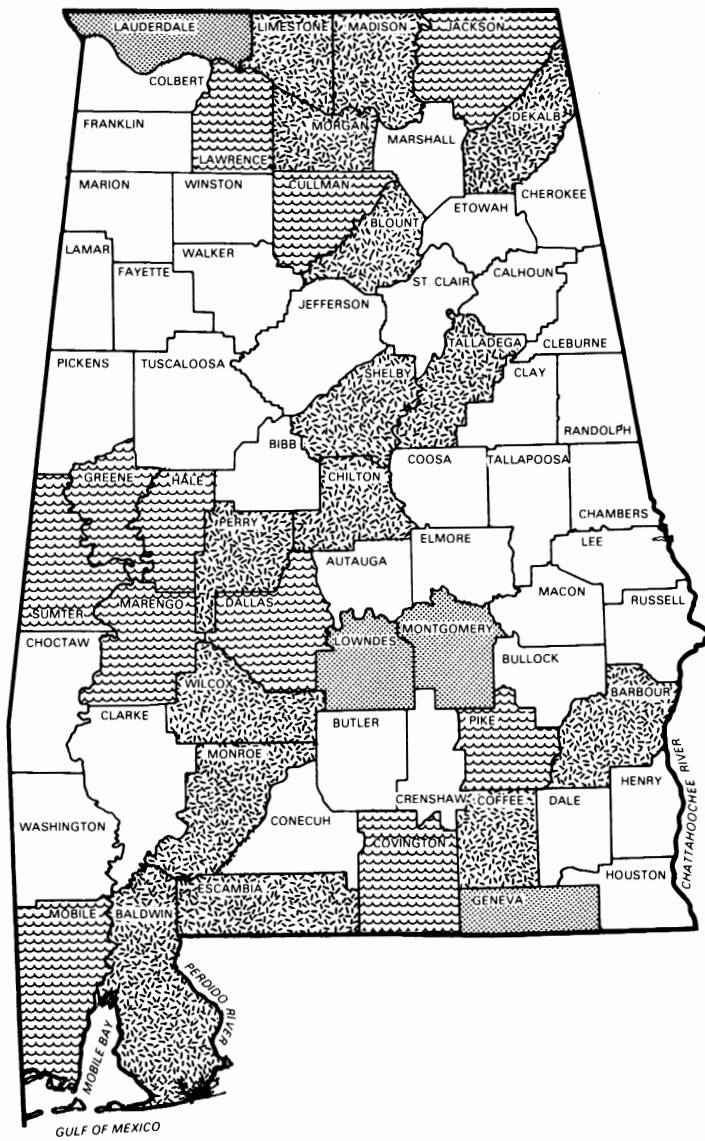 LAUDERDALE
LIMESTONE
MADISON
JACKSON
COLBERT
FRANKLIN
LAWRENCE
MORGAN
MARSHALL
DEKALB
MARION
WINSTON
CULLMAN
BLOUNT
ETOWAH
CHEROKEE
LAMAR
FAYETTE
WALKER
JEFFERSON
ST. CLAIR
CALHOUN
CLEBURNE
PICKENS
TUSCALOOSA
SHELBY
TALLADEGA
CLAY
RANDOLPH
BIBB
COOSA
TALLAPOOSA
CHAMBERS
GREENE
HALE
PERRY
CHILTON
AUTAUGA
ELMORE
LEE
SUMTER
MARENGO
DALLAS
LOWNDES
MONTGOMERY
MACON
RUSSELL
CHOCTAW
WILCO
BULLOCK
BARBOUR
CLARKE
MONROE
BUTLER
CRENSHAW
PIKE
COFFEE
DALE
HENRY
WASHINGTON
CONECUH
COVINGTON
HOUSTON
CHATTAHOOCHEE RIVER
MOBILE
BALDWIN
ESCAMBIA
GENEVA
PERDIDO RIVER
MOBILE BAY
GULF OF MEXICO